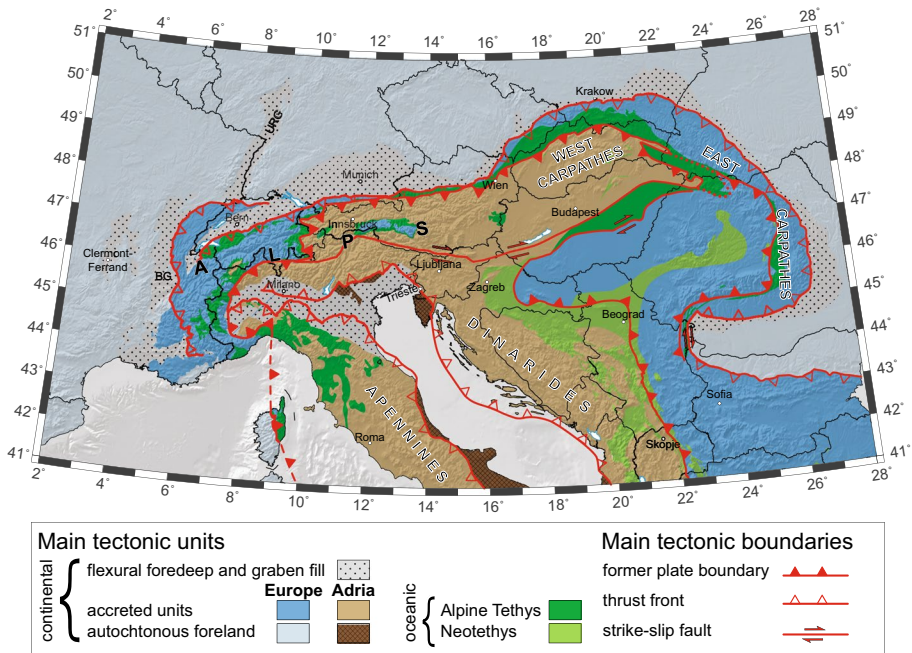 2° 4° 6° 8° 10° 12° 14° 16° 18° 20° 22° 24° 26° 28°
51° 51°
50° 50°
49° 49°
48° 48°
47° 47°
46° 46°
45° 45°
44° 44°
43° 43°
42° 42°
41° 41°
2° 4° 6° 8° 10° 12° 14° 16° 18° 20° 22° 24° 26° 28°
Krakow
URG
WEST
CARPATHES
EAST
CARPATHES
Munich
Wien
Bern
Innsbruck
Budapest
A L P S
Clermont-
Ferrand
BG
Ljubljana
Milano
Trieste
Zagreb
Beograd
DINARIDES
APENNINES
Sofia
Roma
Skopje
Main tectonic units
continental
flexural foredeep and graben fill
Europe Adria
accreted units
autochtonous foreland
oceanic
Alpine Tethys
Neotethys
Main tectonic boundaries
former plate boundary
thrust front
strike-slip fault